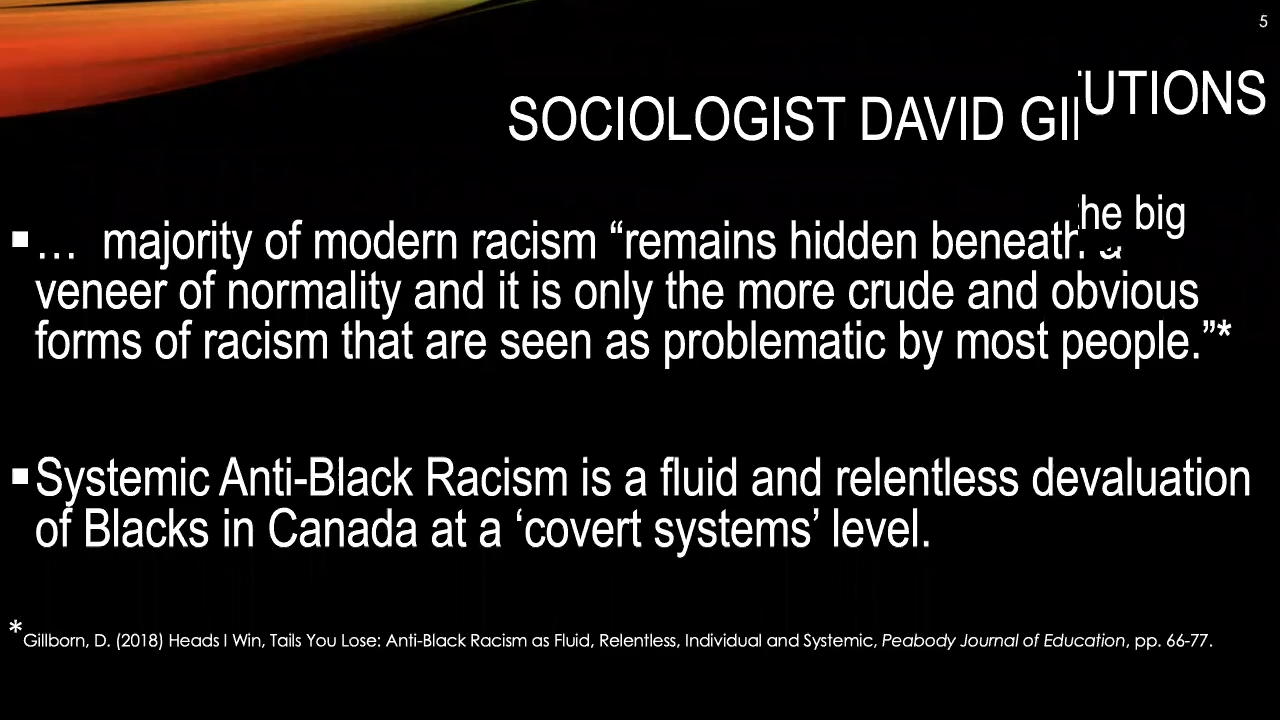 5
UTIONS
SOCIOLOGIST DAVID GI
he big
▪… majority of modern racism “remains hidden beneath a
veneer of normality and it is only the more crude and obvious
forms of racism that are seen as problematic by most people.”*
▪Systemic Anti-Black Racism is a fluid and relentless devaluation
of Blacks in Canada at a ‘covert systems’ level.
*Gillborn, D. (2018) Heads I Win, Tails You Lose: Anti-Black Racism as Fluid, Relentless, Individual and Systemic, Peabody Journal of Education, pp. 66-77.